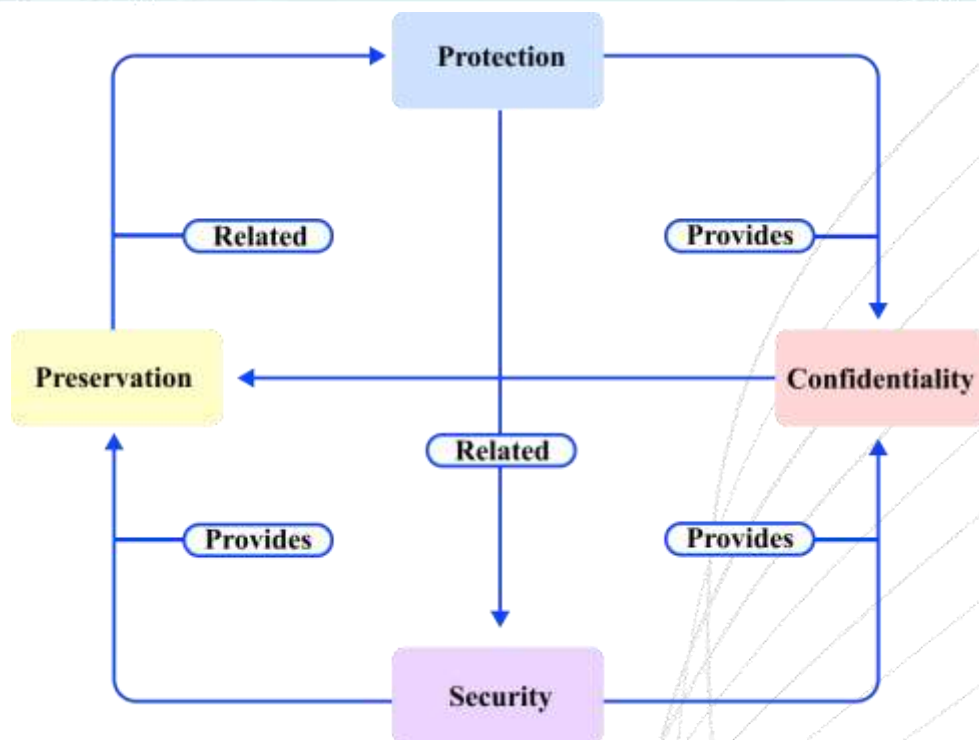 Protection
Related
Provides
Preservation
Confidentiality
Related
Provides
Provides
Security